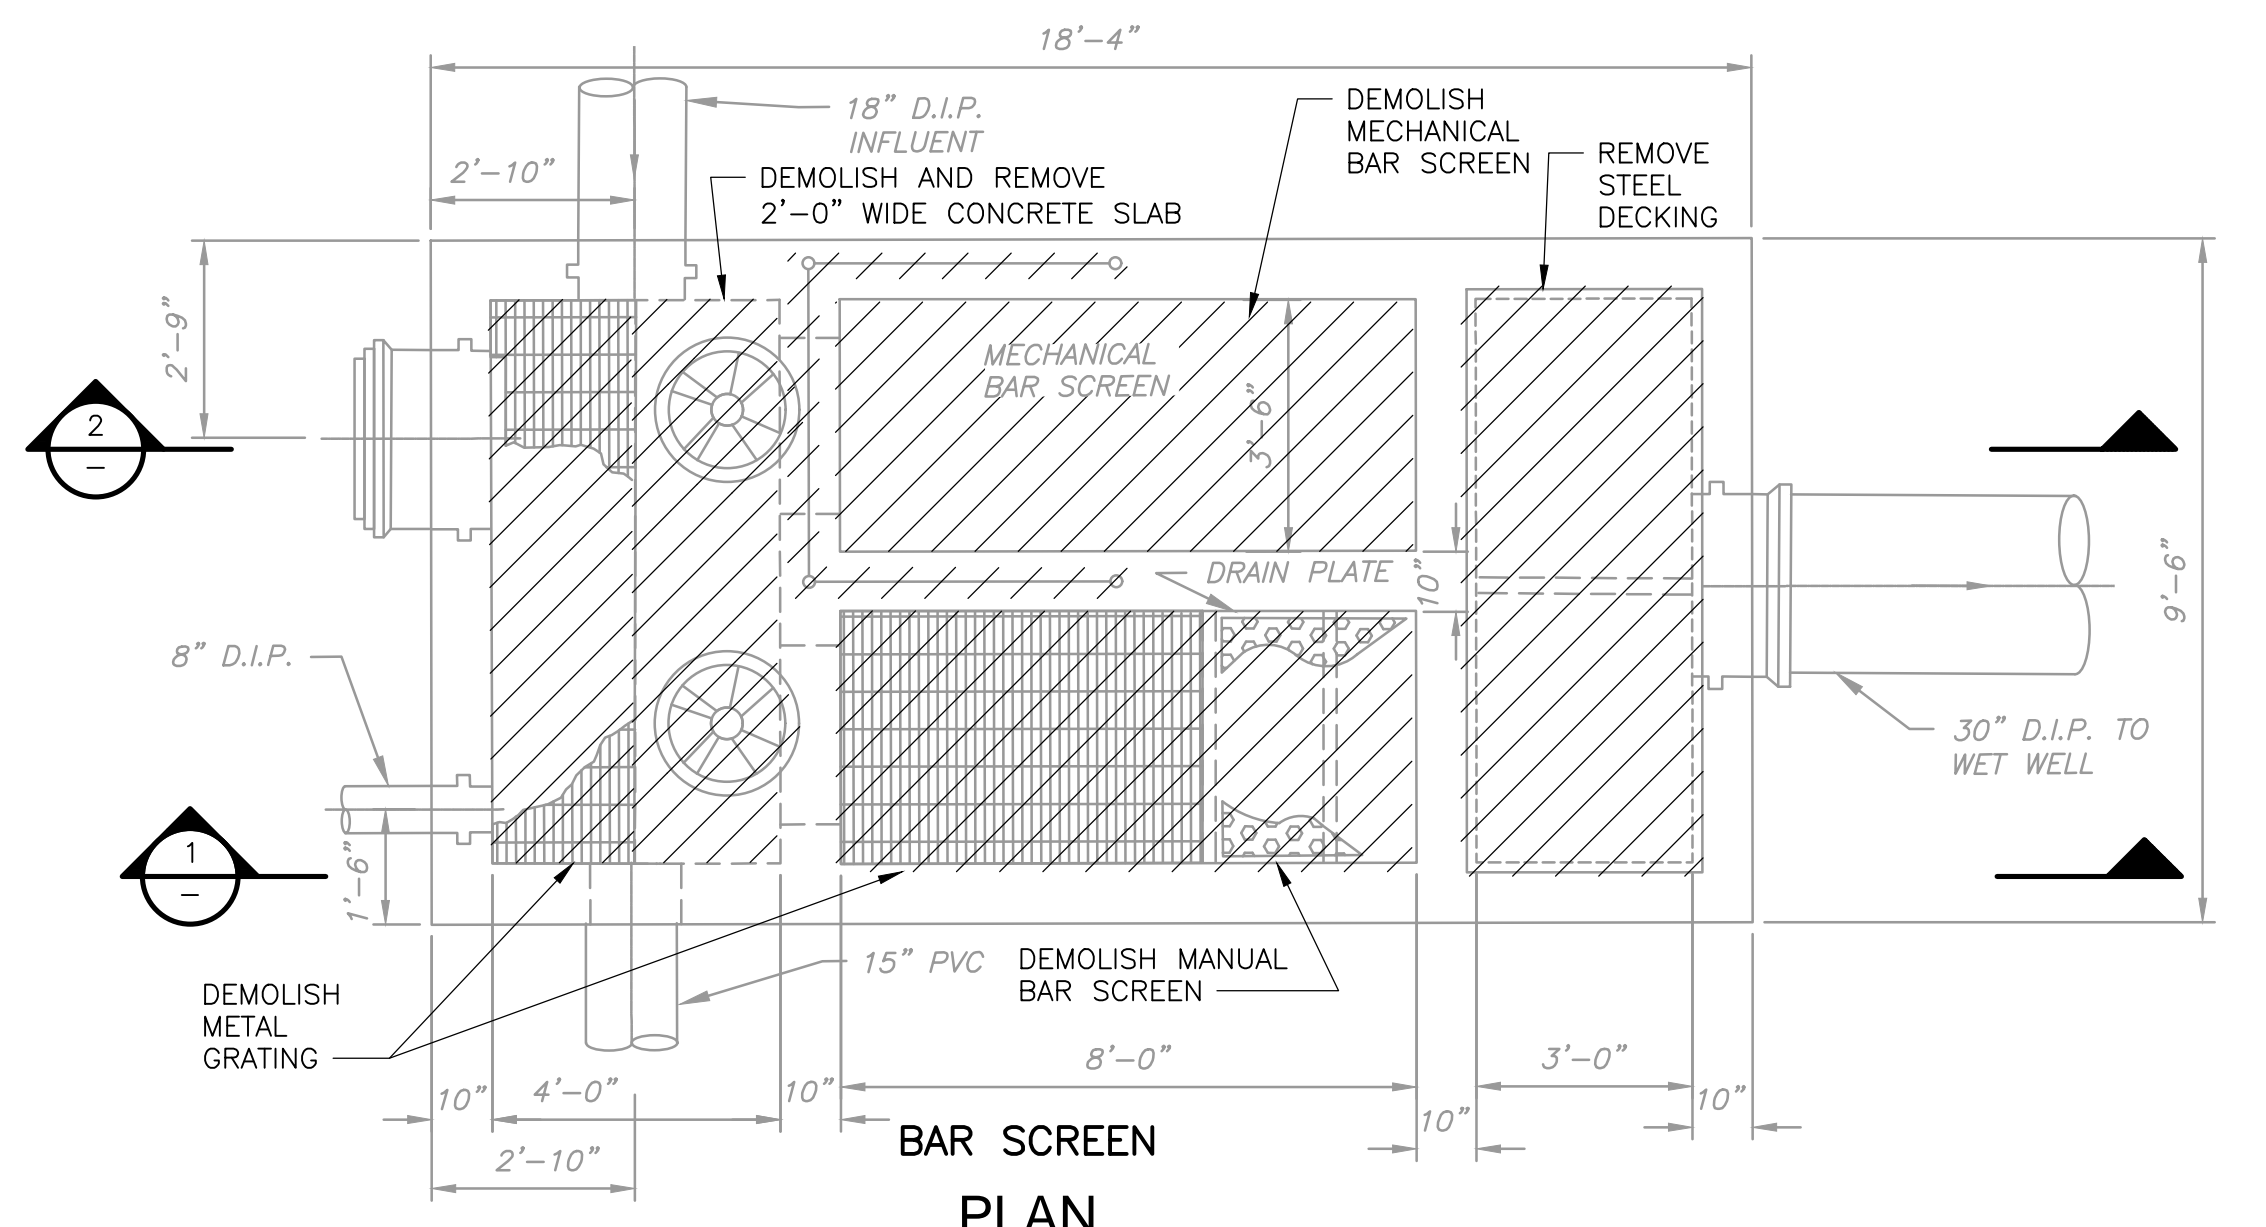 18'-4"
18" D.I.P.
INFLUENT
DEMOLISH
MECHANICAL
BAR SCREEN
REMOVE
STEEL
DECKING
2'-10"
DEMOLISH AND REMOVE
2'-0" WIDE CONCRETE SLAB
2'-9"
MECHANICAL
BAR SCREEN
3'-6"
2
-
DRAIN PLATE
10"
9'-6"
8" D.I.P.
30" D.I.P. TO
WET WELL
1
-
1'-6"
15" PVC
DEMOLISH MANUAL
BAR SCREEN
DEMOLISH
METAL
GRATING
10"
4'-0"
10"
8'-0"
10"
3'-0"
10"
2'-10"
BAR SCREEN
PLAN